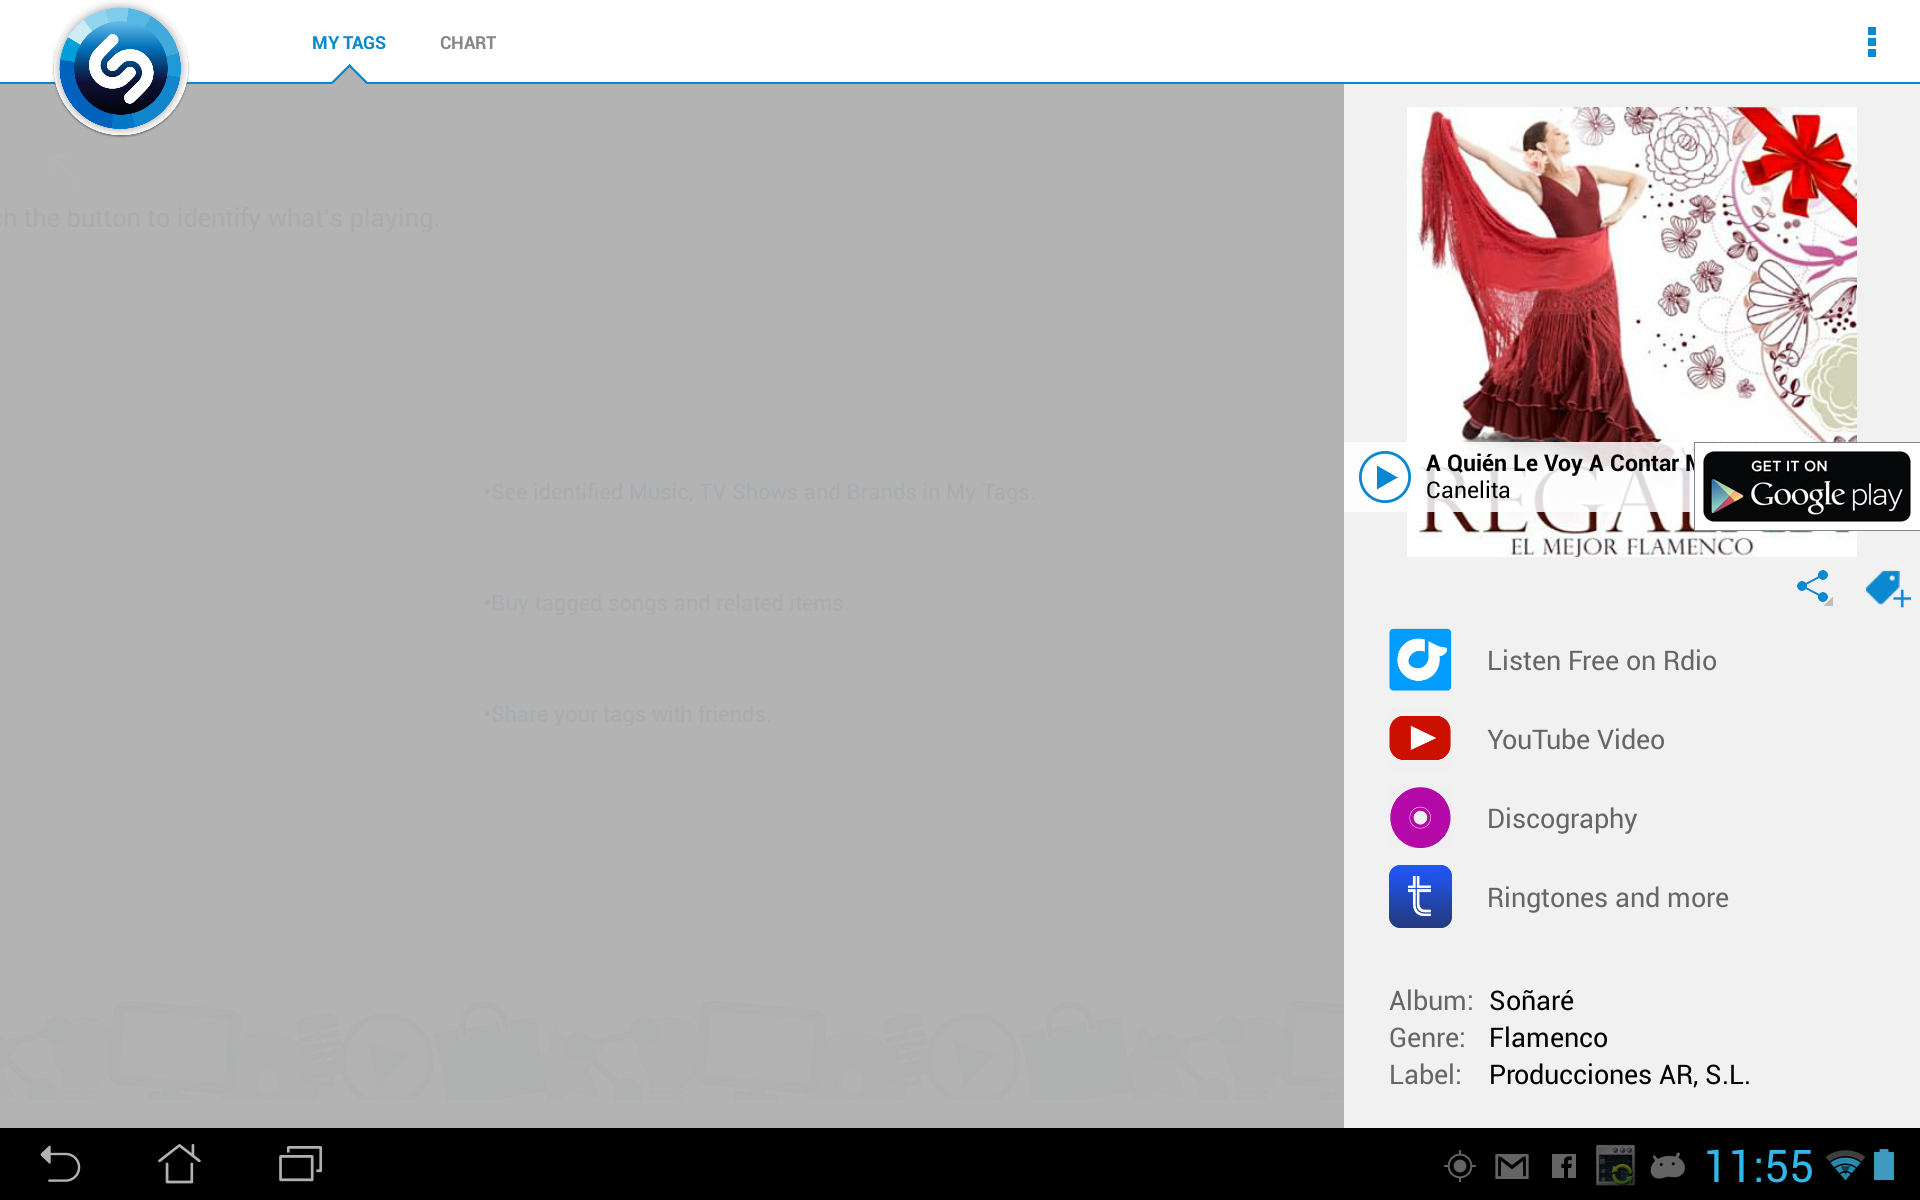 MY TAGS
CHART
ch the button to identify what's playing.
•See identified Music, TV Shows and Brands in My Tags.
•Buy tagged songs and related items.
•Share your tags with friends.
A Quién Le Voy A Contar
Canelita
GET IT ON
Google play
EL MEJOR FLAMENCO
Listen Free on Rdio
YouTube Video
Discography
Ringtones and more
Album: Soñaré
Genre: Flamenco
Label: Producciones AR, S.L.
11:55